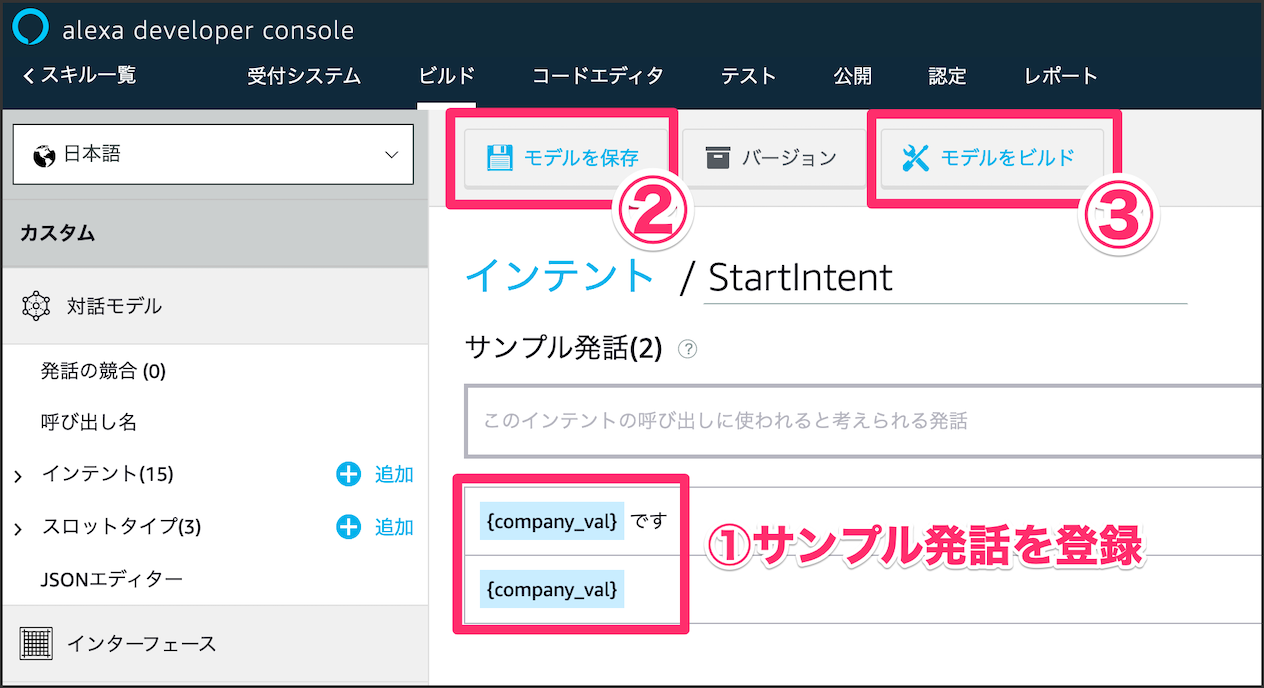 alexa developer console
スキル一覧 受付システム ビルド コードエディタ テスト 公開 認定 レポート
日本語
モデルを保存 バージョン モデルをビルド
② ③
カスタム
インテント / StartIntent
対話モデル
サンプル発話(2) ?
発話の競合 (0)
このインテントの呼び出しに使われると考えられる発話
呼び出し名
インテント(15) 追加
{company_val} です
①サンプル発話を登録
スロットタイプ(3) 追加
{company_val}
JSONエディター
インターフェース